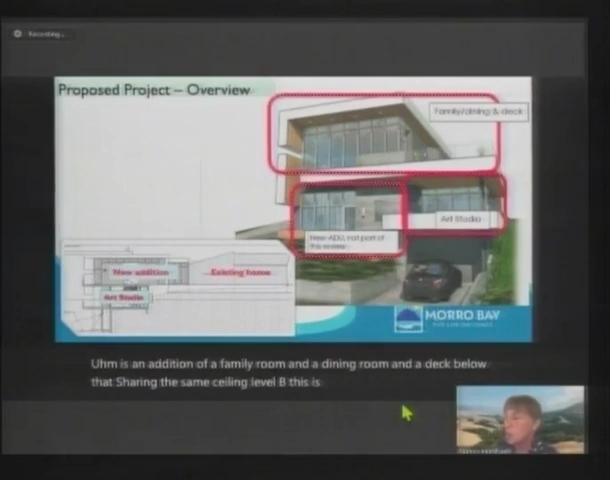 Recording...
Proposed Project – Overview
Family/dining & deck
Art Studio
New ADU, not part of
this review
New addition
Existing home
Art Studio
MORRO BAY
Uhm is an addition of a family room and a dining room and a deck below
that Sharing the same ceiling level B this is